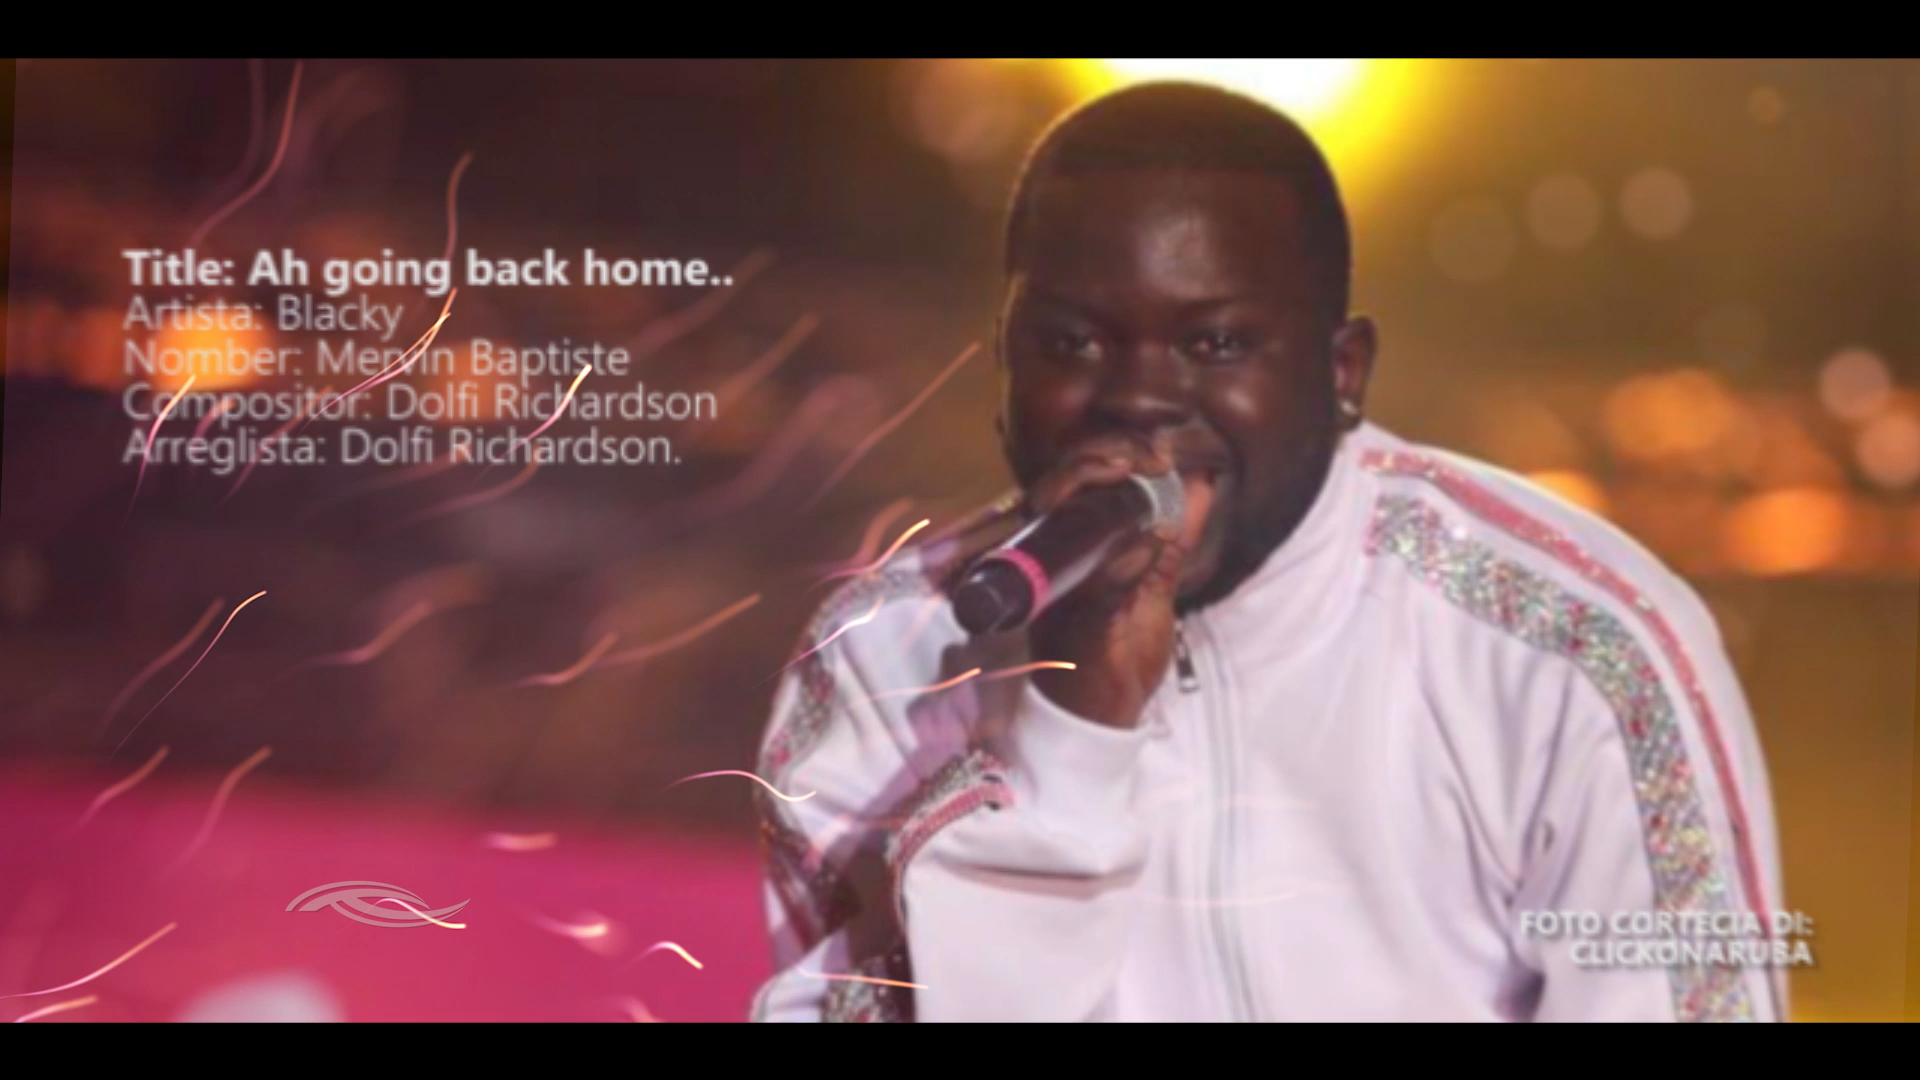 Title: Ah going back home..
Artista: Blacky
Nomber: Mervin Baptiste
Compositor: Dolfi Richardson
Arreglista: Dolfi Richardson.
FOTO CORTECIA DI:
CLICKONARUBA